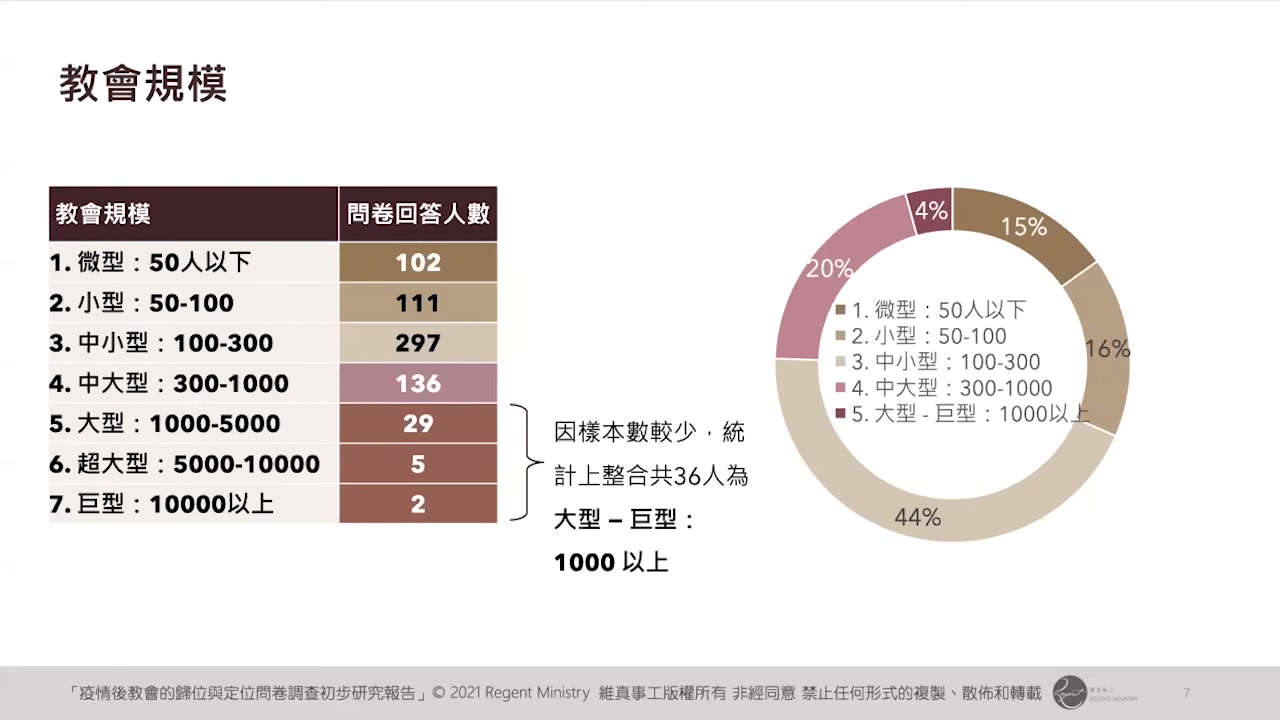 教會規模
教會規模 問卷回答人數
1. 微型：50人以下 102
2. 小型：50-100 111
3. 中小型：100-300 297
4. 中大型：300-1000 136
5. 大型：1000-5000 29
6. 超大型：5000-10000 5
7. 巨型：10000以上 2
因樣本數較少，統
計上整合共36人為
大型 – 巨型：
1000 以上
4%
15%
20%
16%
44%
1. 微型：50人以下
2. 小型：50-100
3. 中小型：100-300
4. 中大型：300-1000
5. 大型 - 巨型：1000以上
「疫情後教會的歸位與定位問卷調查初步研究報告」© 2021 Regent Ministry 維真事工版權所有 非經同意 禁止任何形式的複製、散佈和轉載
Regent
REGENT MINISTRY
7